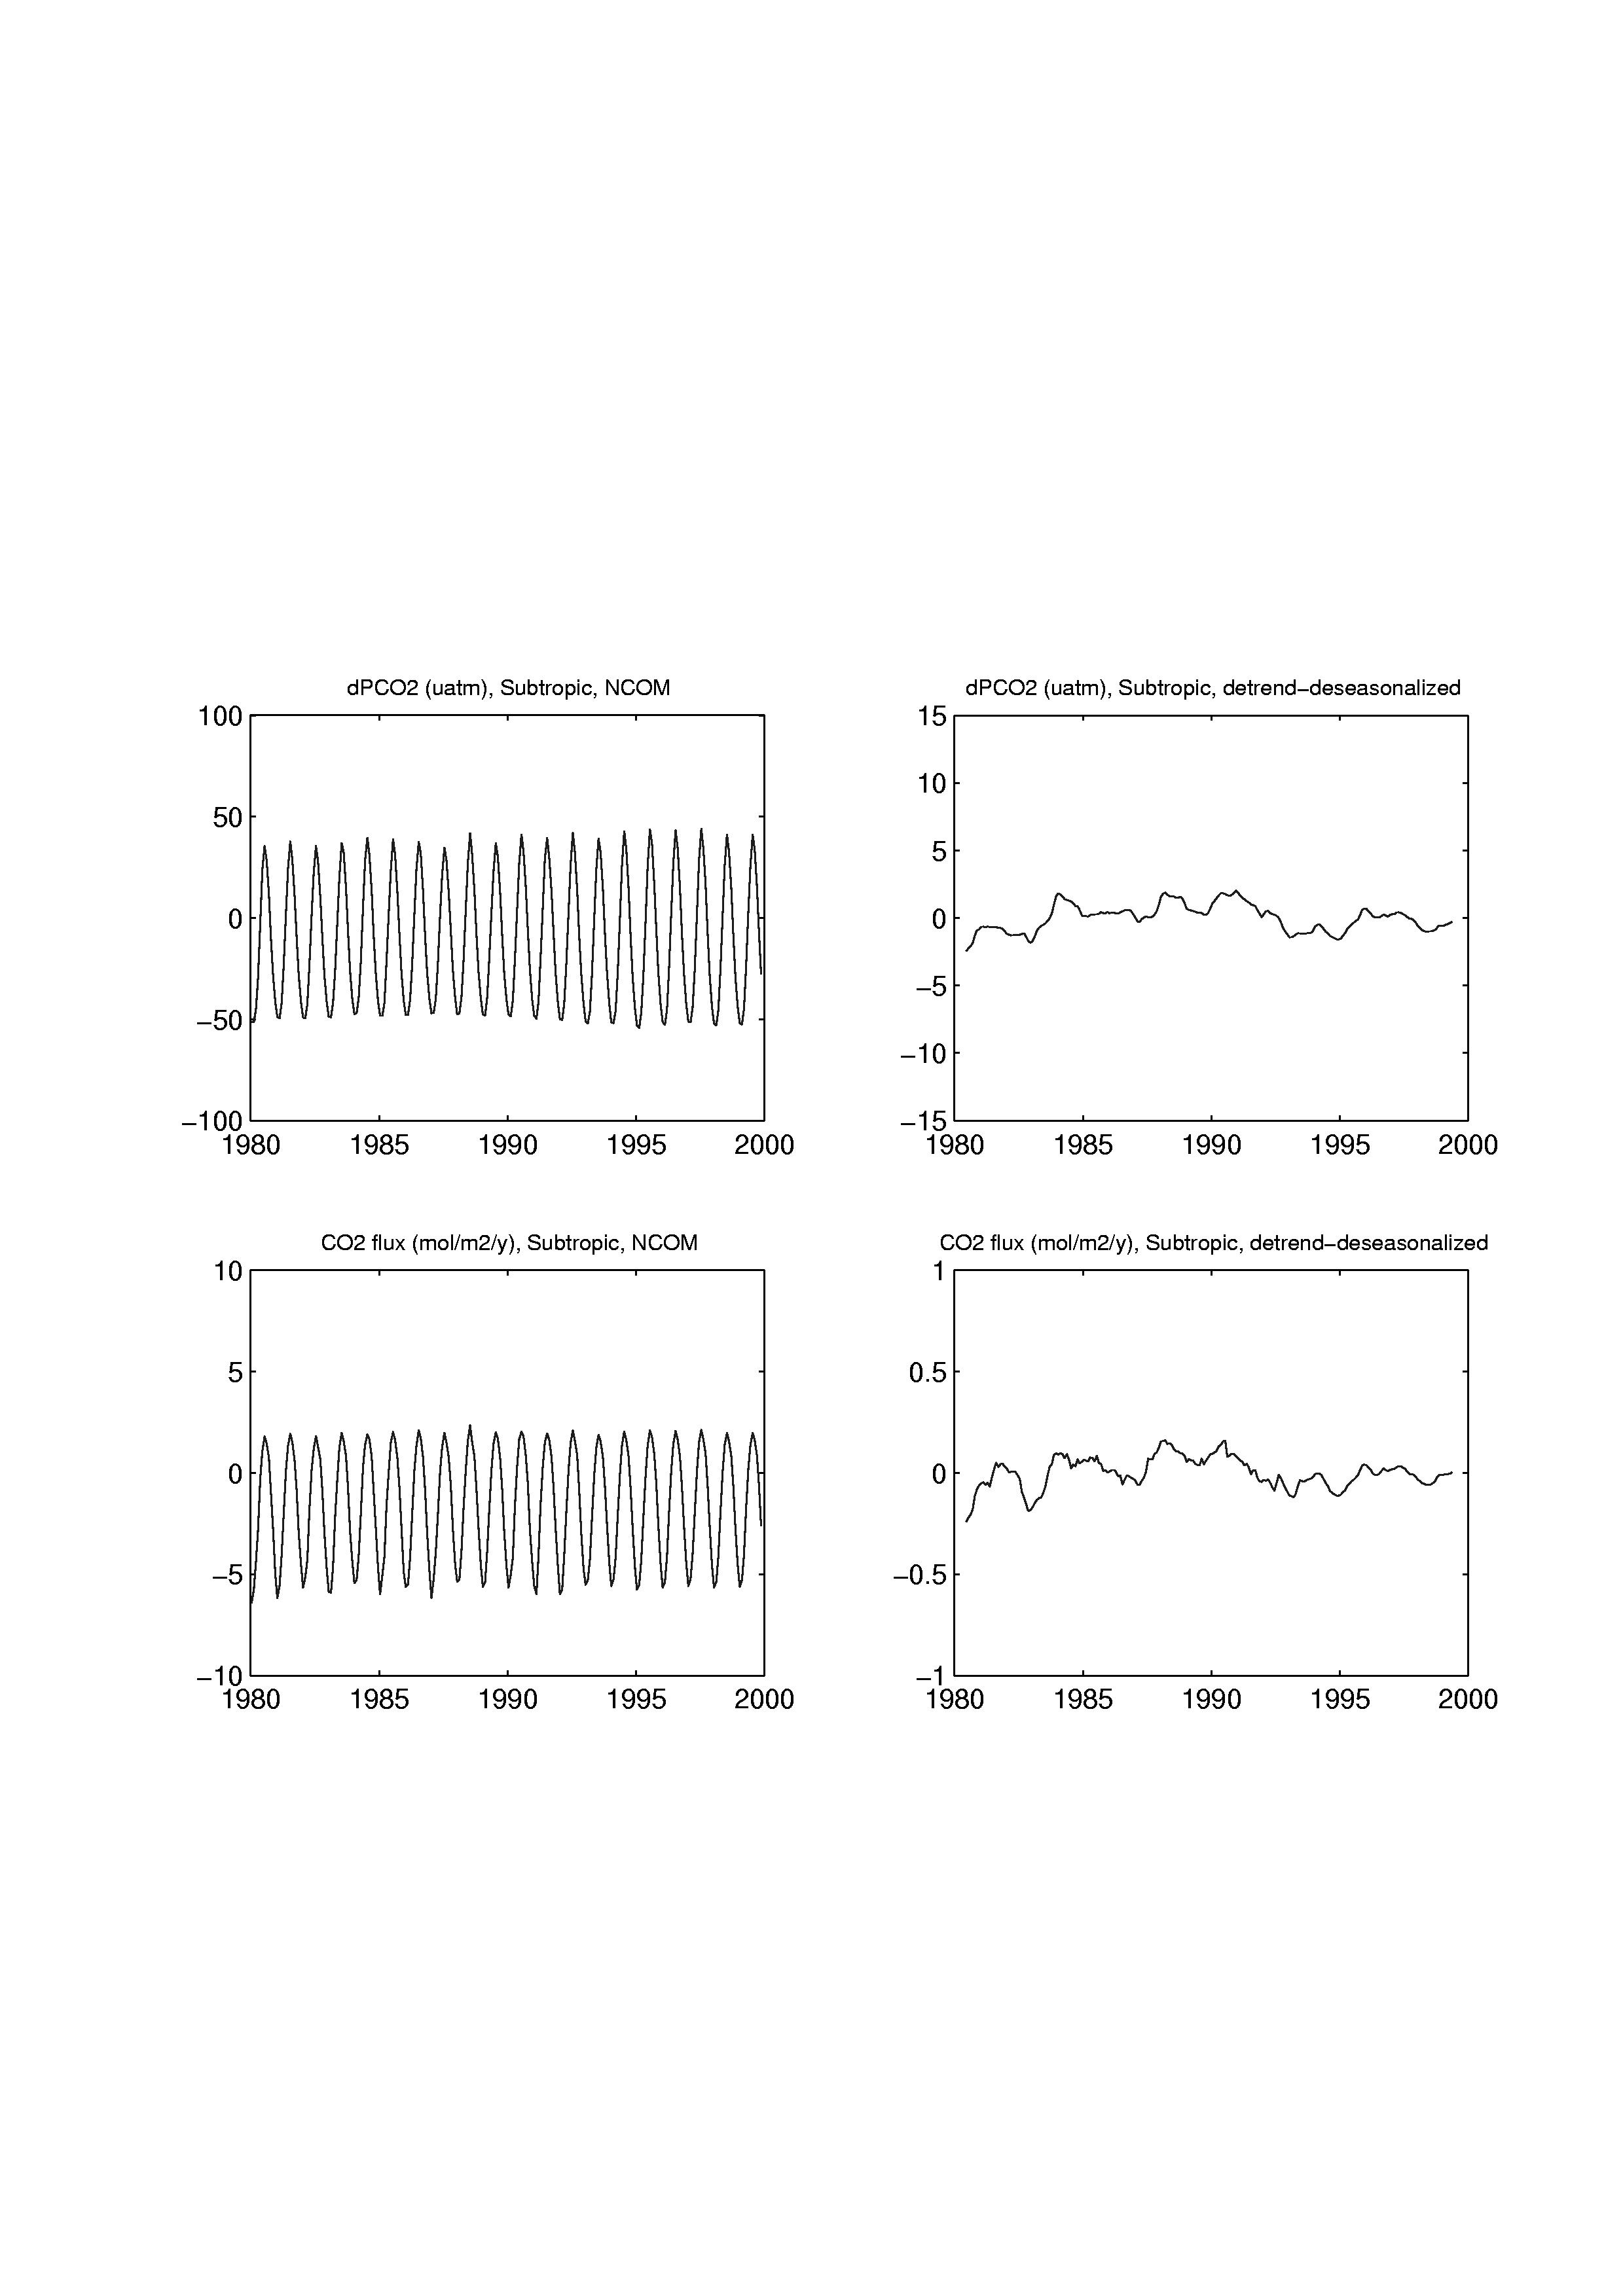 dPCO2 (uatm), Subtropic, NCOM
100
50
0
−50
−100
1980 1985 1990 1995 2000
dPCO2 (uatm), Subtropic, detrend−deseasonalized
15
10
5
0
−5
−10
−15
1980 1985 1990 1995 2000
CO2 flux (mol/m2/y), Subtropic, NCOM
10
5
0
−5
−10
1980 1985 1990 1995 2000
CO2 flux (mol/m2/y), Subtropic, detrend−deseasonalized
1
0.5
0
−0.5
−1
1980 1985 1990 1995 2000